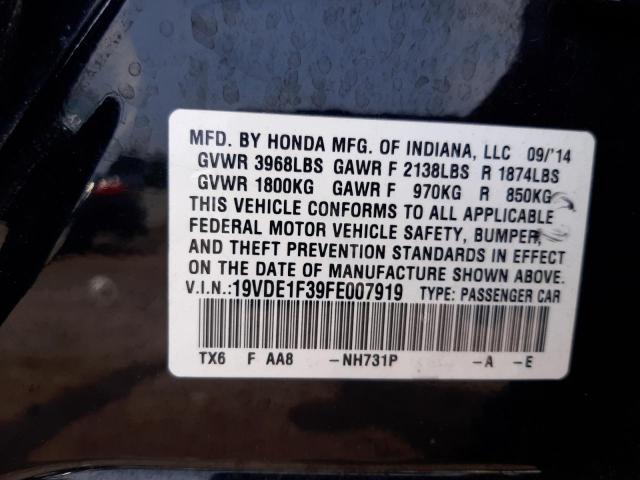 MFD. BY HONDA MFG. OF INDIANA, LLC 09/'14
GVWR 3968LBS GAWR F 2138LBS R 1874LBS
GVWR 1800KG GAWR F 970KG R 850KG
THIS VEHICLE CONFORMS TO ALL APPLICABLE
FEDERAL MOTOR VEHICLE SAFETY, BUMPER,
AND THEFT PREVENTION STANDARDS IN EFFECT
ON THE DATE OF MANUFACTURE SHOWN ABOVE.
V.I.N.:19VDE1F39FE007919 TYPE: PASSENGER CAR
TX6 F AA8 -NH731P -A -E